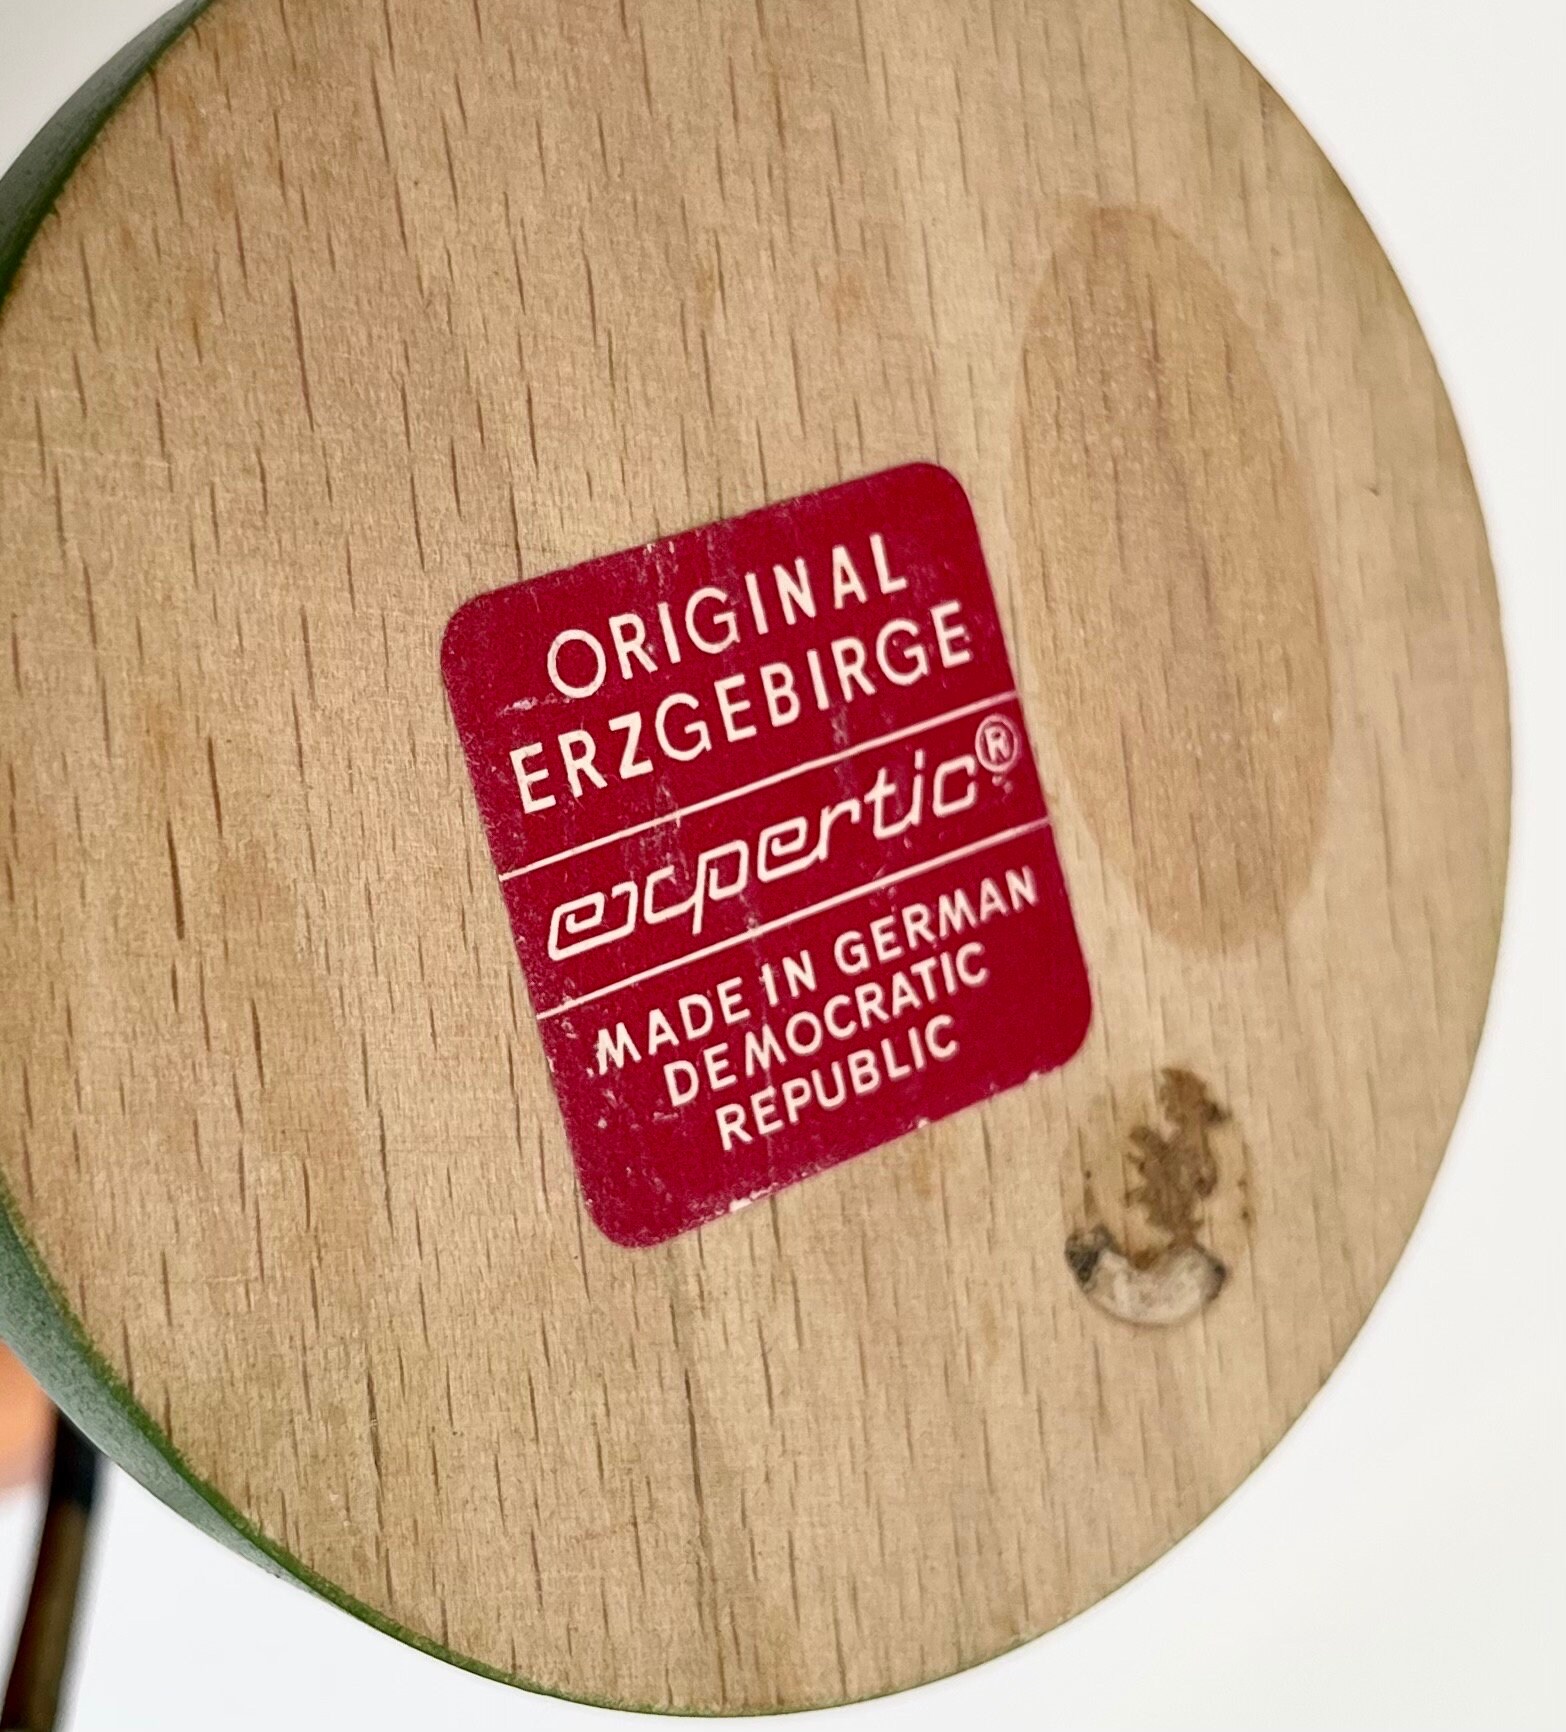 ORIGINAL
ERZGEBIRGE
expertic®
MADE IN GERMAN
DEMOCRATIC
REPUBLIC